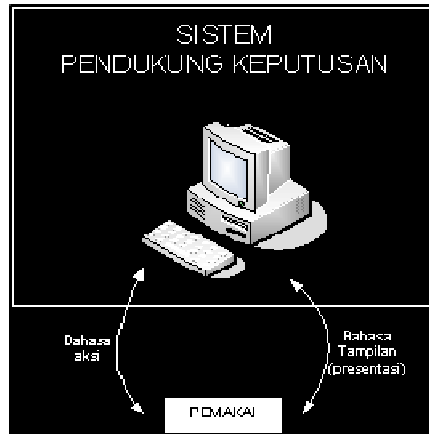 SISTEM
PENDUKUNG KEPUTUSAN
Bahasa
aksi
Bahasa
Tampilan
(presentasi)
PEMAKAI